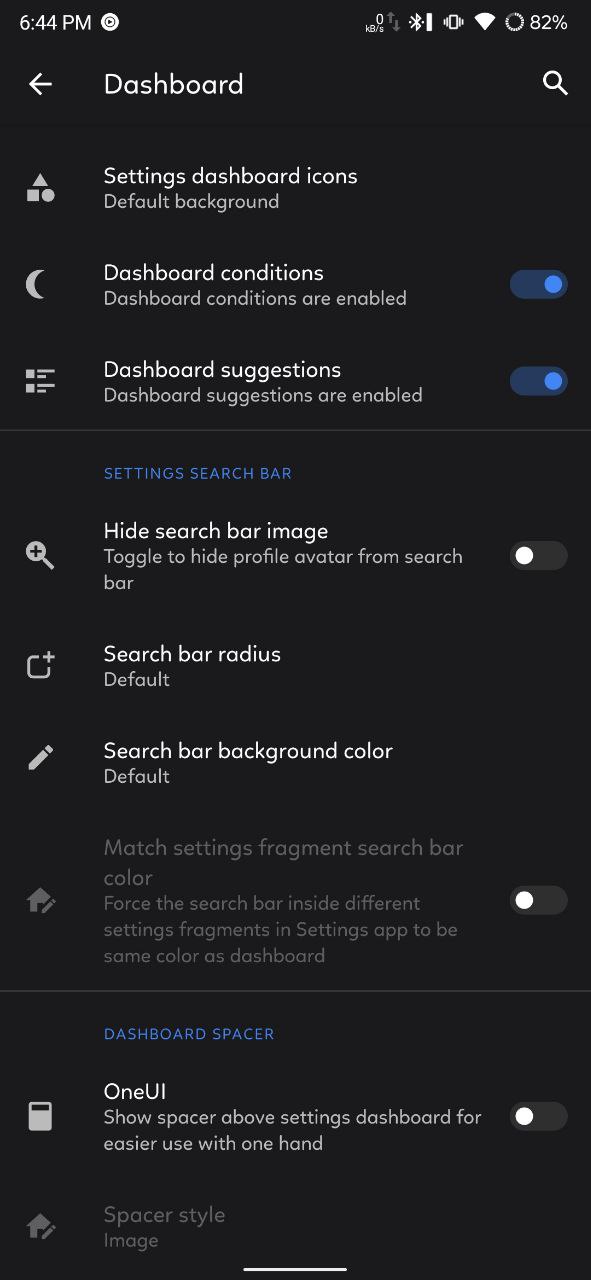 6:44 PM 0 kB/s 82%
Dashboard
Settings dashboard icons
Default background
Dashboard conditions
Dashboard conditions are enabled
Dashboard suggestions
Dashboard suggestions are enabled
SETTINGS SEARCH BAR
Hide search bar image
Toggle to hide profile avatar from search
bar
Search bar radius
Default
Search bar background color
Default
Match settings fragment search bar
color
Force the search bar inside different
settings fragments in Settings app to be
same color as dashboard
DASHBOARD SPACER
OneUI
Show spacer above settings dashboard for
easier use with one hand
Spacer style
Image